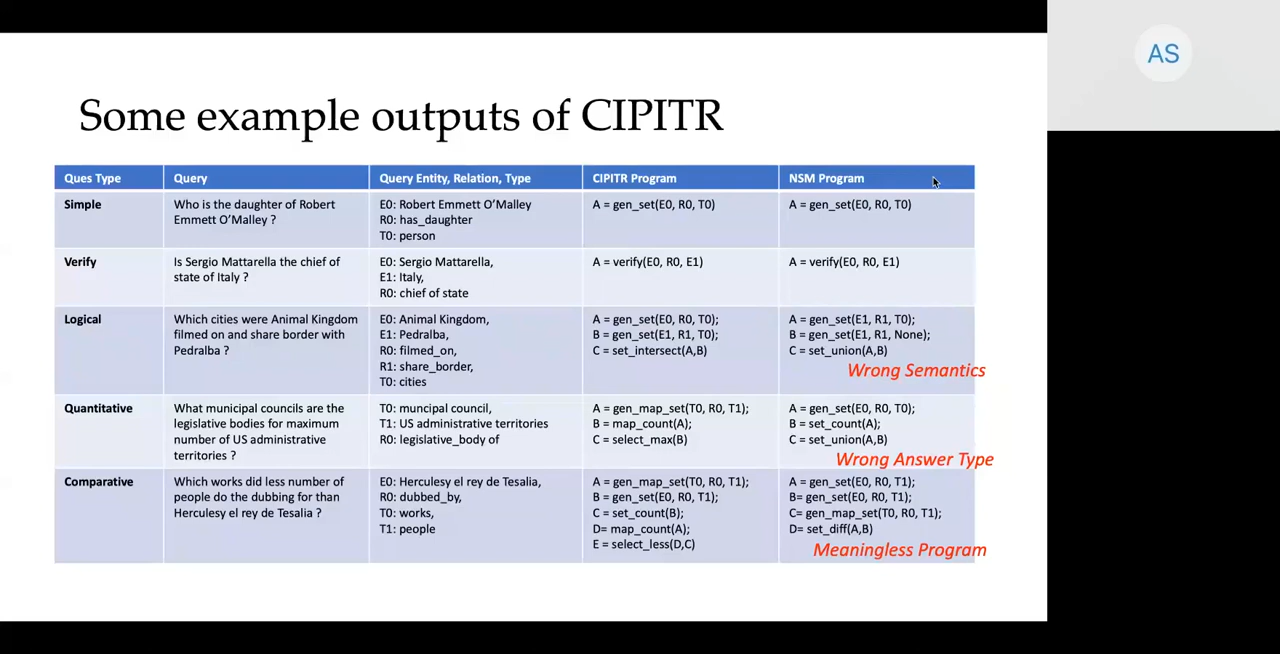 AS
Some example outputs of CIPITR
Ques Type
Query
Query Entity, Relation, Type
CIPITR Program
NSM Program
Simple
Who is the daughter of Robert
Emmett O’Malley ?
E0: Robert Emmett O’Malley
R0: has_daughter
T0: person
A = gen_set(E0, R0, T0)
A = gen_set(E0, R0, T0)
Verify
Is Sergio Mattarella the chief of
state of Italy ?
E0: Sergio Mattarella,
E1: Italy,
R0: chief of state
A = verify(E0, R0, E1)
A = verify(E0, R0, E1)
Logical
Which cities were Animal Kingdom
filmed on and share border with
Pedralba ?
E0: Animal Kingdom,
E1: Pedralba,
R0: filmed_on,
R1: share_border,
T0: cities
A = gen_set(E0, R0, T0);
B = gen_set(E1, R1, T0);
C = set_intersect(A,B)
A = gen_set(E1, R1, T0);
B = gen_set(E1, R1, None);
C = set_union(A,B)
Wrong Semantics
Quantitative
What municipal councils are the
legislative bodies for maximum
number of US administrative
territories ?
T0: muncipal council,
T1: US administrative territories
R0: legislative_body of
A = gen_map_set(T0, R0, T1);
B = map_count(A);
C = select_max(B)
A = gen_set(E0, R0, T0);
B = set_count(A);
C = set_union(A,B)
Wrong Answer Type
Comparative
Which works did less number of
people do the dubbing for than
Herculesy el rey de Tesalia ?
E0: Herculesy el rey de Tesalia,
R0: dubbed_by,
T0: works,
T1: people
A = gen_map_set(T0, R0, T1);
B = gen_set(E0, R0, T1);
C = set_count(B);
D= map_count(A);
E = select_less(D,C)
A = gen_set(E0, R0, T1);
B= gen_set(E0, R0, T1);
C= gen_map_set(T0, R0, T1);
D= set_diff(A,B)
Meaningless Program